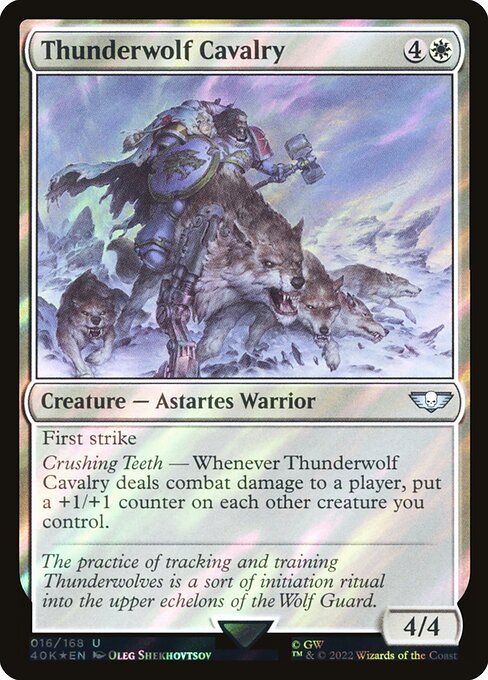 Thunderwolf Cavalry 4
Creature — Astartes Warrior
First strike
Crushing Teeth — Whenever Thunderwolf
Cavalry deals combat damage to a player, put
a +1/+1 counter on each other creature you
control.
The practice of tracking and training
Thunderwolves is a sort of initiation ritual
into the upper echelons of the Wolf Guard.
4/4
016/168 U
40K★EN Oleg Shekhovtsov
© GW
™ & © 2022 Wizards of the Coast